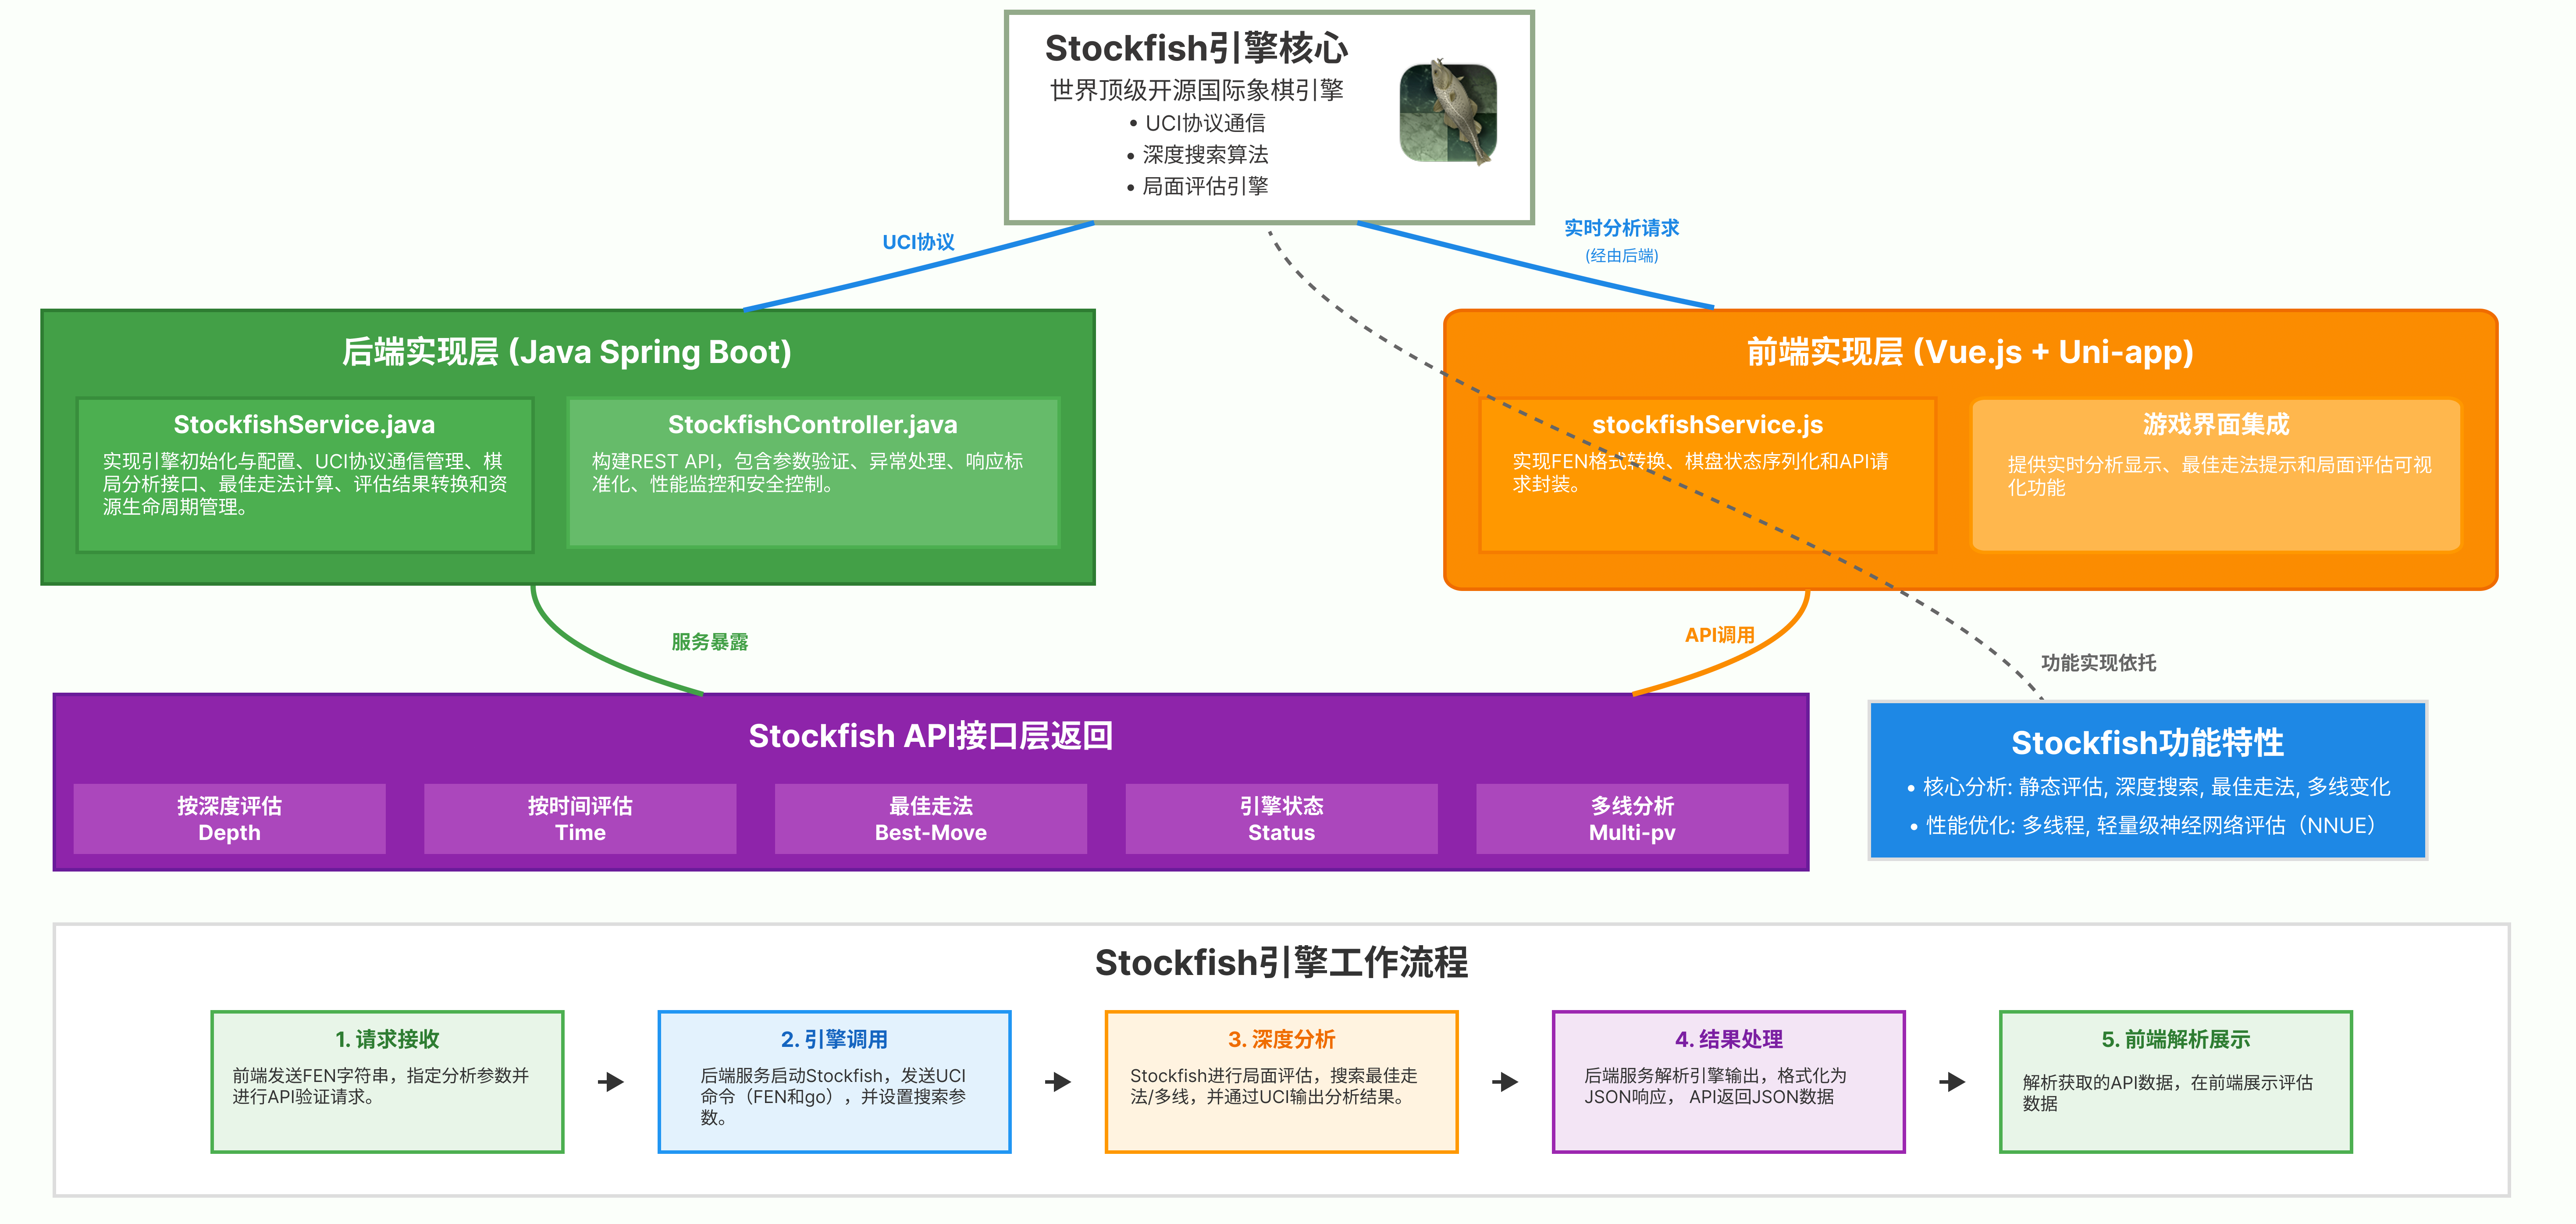 Stockfish引擎核心
世界顶级开源国际象棋引擎
• UCI协议通信
• 深度搜索算法
• 局面评估引擎
UCI协议
实时分析请求
(经由后端)
后端实现层 (Java Spring Boot)
StockfishService.java
实现引擎初始化与配置、UCI协议通信管理、棋
局分析接口、最佳走法计算、评估结果转换和资
源生命周期管理。
StockfishController.java
构建REST API，包含参数验证、异常处理、响应标
准化、性能监控和安全控制。
前端实现层 (Vue.js + Uni-app)
stockfishService.js
实现FEN格式转换、棋盘状态序列化和API请
求封装。
游戏界面集成
提供实时分析显示、最佳走法提示和局面评估可视
化功能
服务暴露
API调用
功能实现依托
Stockfish API接口层返回
按深度评估
Depth
按时间评估
Time
最佳走法
Best-Move
引擎状态
Status
多线分析
Multi-pv
Stockfish功能特性
• 核心分析: 静态评估, 深度搜索, 最佳走法, 多线变化
• 性能优化: 多线程, 轻量级神经网络评估（NNUE）
Stockfish引擎工作流程
1. 请求接收
前端发送FEN字符串，指定分析参数并
进行API验证请求。
2. 引擎调用
后端服务启动Stockfish，发送UCI
命令（FEN和go），并设置搜索参
数。
3. 深度分析
Stockfish进行局面评估，搜索最佳走
法/多线，并通过UCI输出分析结果。
4. 结果处理
后端服务解析引擎输出，格式化为
JSON响应， API返回JSON数据
5. 前端解析展示
解析获取的API数据，在前端展示评估
数据